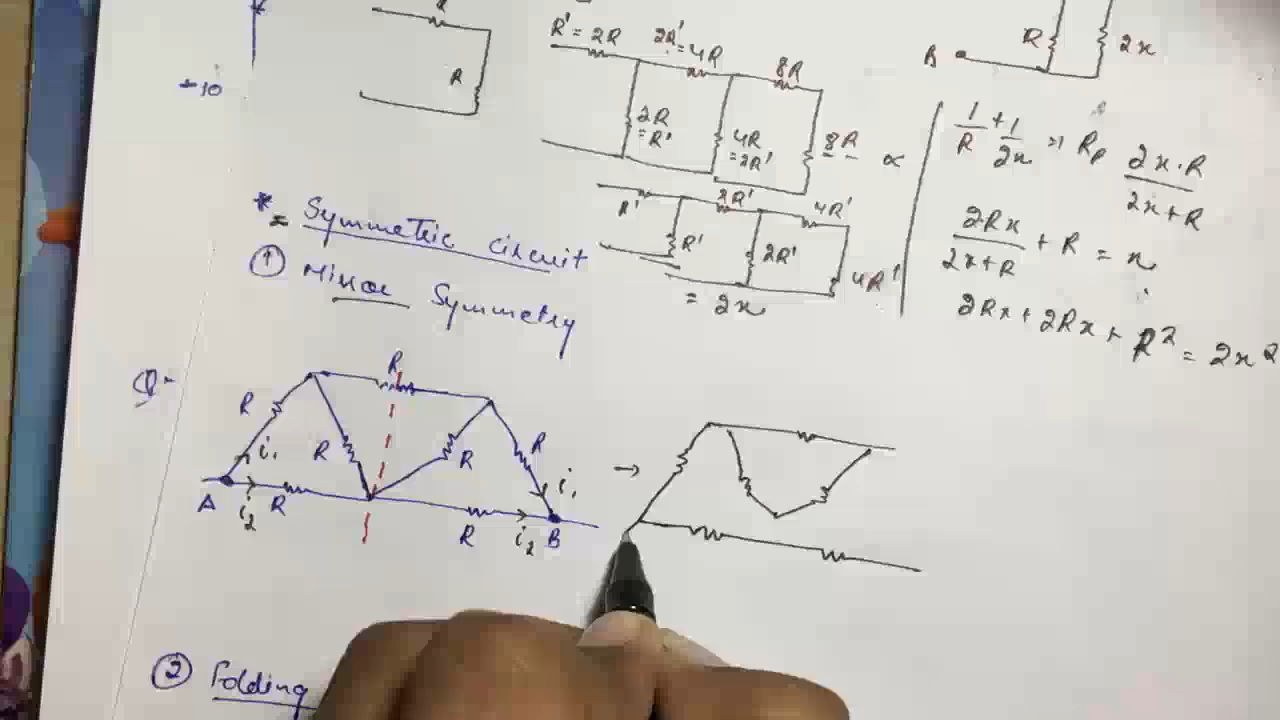 +10
R
R' = 2R
2R' = 4R
8R
2R = R'
4R = 2R'
8R
∝
R'
R'
2R'
2R'
4R'
4R'
= 2x
B
R
2x
1/R + 1/2x => Rp 2x·R/2x+R
2Rx/2x+R + R = x
2Rx + 2Rx + R² = 2x²
* = Symmetric circuit
① Mirror Symmetry
Q-
R
R
R
R
R
i₁
i₁
A
i₂
R
R
i₂
B
→
② Folding